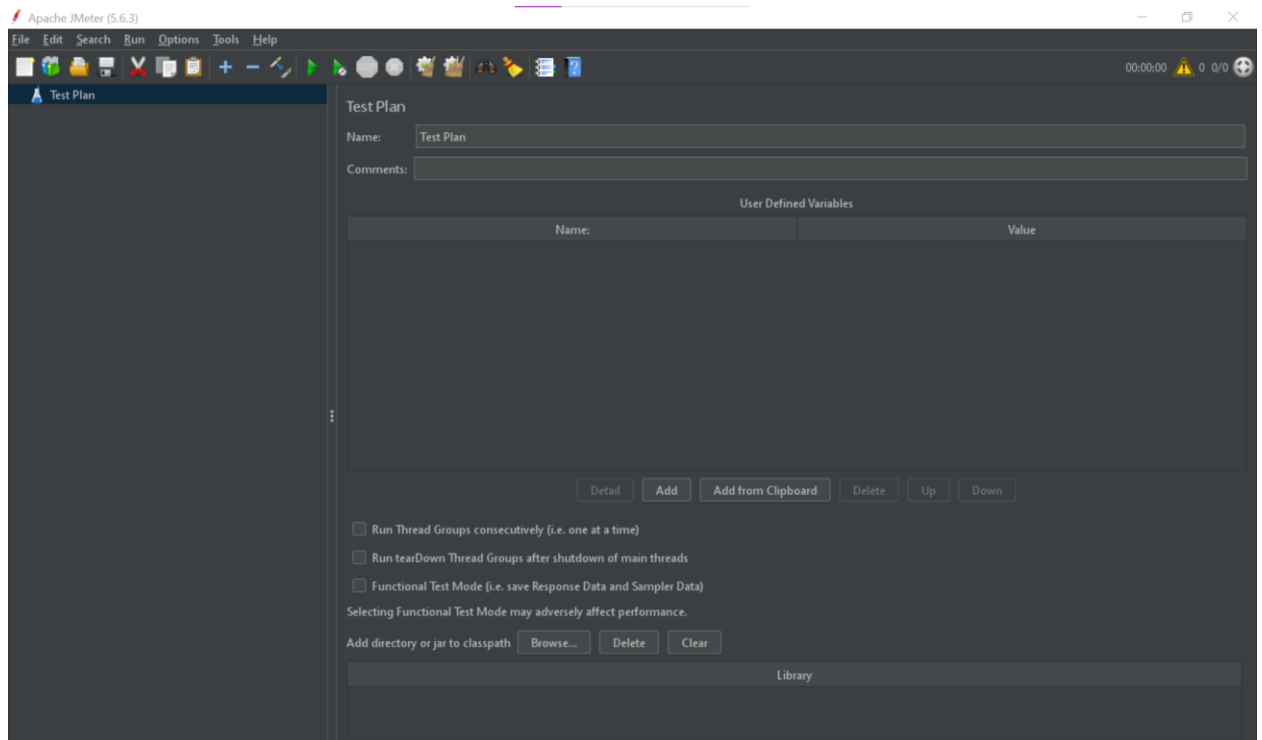 Apache JMeter (5.6.3)
File Edit Search Run Options Tools Help
00:00:00 0 0/0
Test Plan
Test Plan
Name: Test Plan
Comments:
User Defined Variables
Name: Value
Detail Add Add from Clipboard Delete Up Down
Run Thread Groups consecutively (i.e. one at a time)
Run tearDown Thread Groups after shutdown of main threads
Functional Test Mode (i.e. save Response Data and Sampler Data)
Selecting Functional Test Mode may adversely affect performance.
Add directory or jar to classpath Browse... Delete Clear
Library